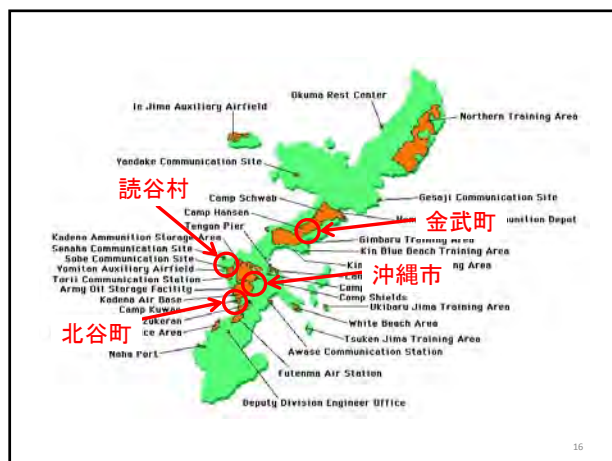 Okuma Rest Center
Ie Jima Auxiliary Airfield
Northern Training Area
Yaedake Communication Site
読谷村
Camp Schwab
Gesaji Communication Site
Camp Hansen
金武町
Depot
Tengan Pier
Kadena Ammunition Storage Area
Gimbaru Training Area
Senaha Communication Site
Kin Blue Beach Training Area
Sobe Communication Site
Yomitan Auxiliary Airfield
沖縄市
Area
Torii Communication Station
Army Oil Storage Facility
Camp Shields
Kadena Air Base
Ukibaru Jima Training Area
北谷町
Camp Kuwae
White Beach Area
Area
Tsuken Jima Training Area
Naha Port
Awase Communication Station
Futenma Air Station
Deputy Division Engineer Office
16